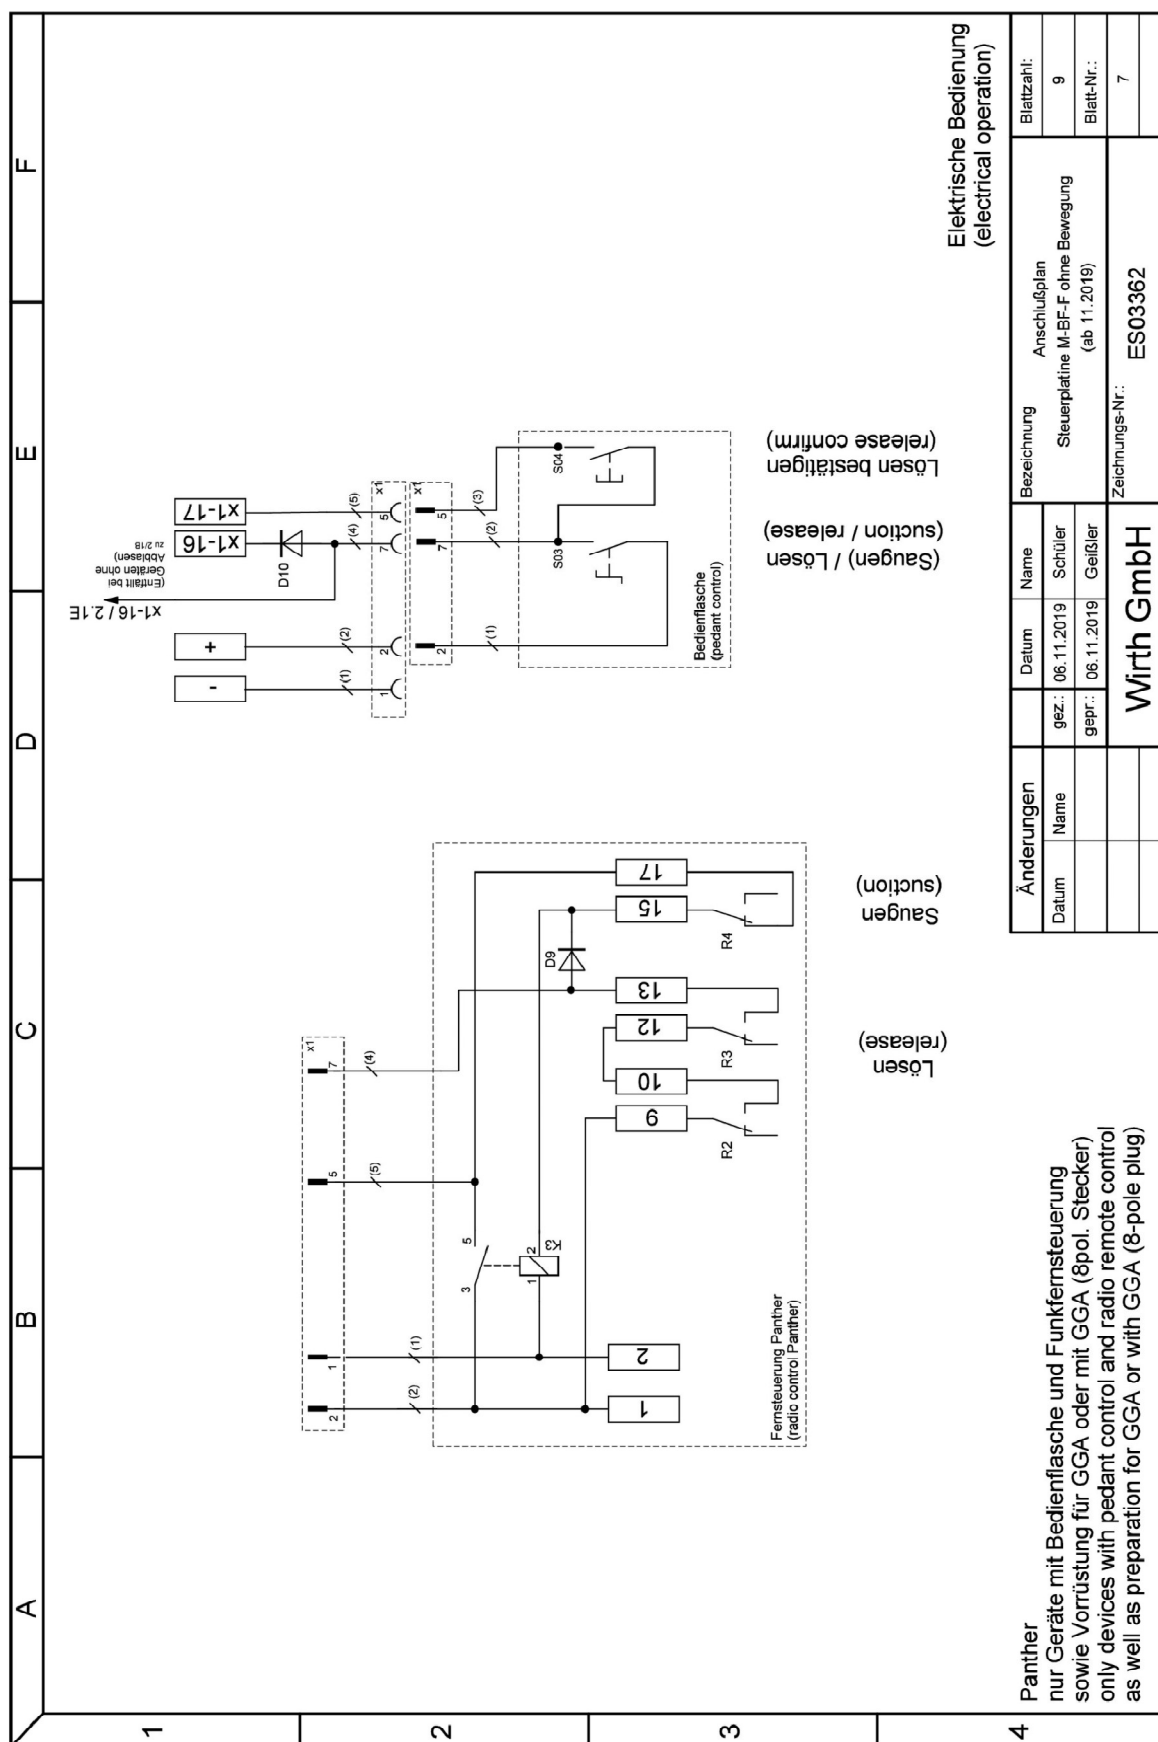 A
B
C
D
E
F
1
2
3
4
x1
2
1
5
7
(2)
(1)
(5)
(4)
3
5
1
2
K3
D9
1
2
9
10
12
13
15
17
R2
R3
R4
Fernsteuerung Panther
(radio control Panther)
Lösen
(release)
Saugen
(suction)
-
+
x1-16
x1-17
x1-16 / 2.1E
(Entfällt bei
Geräten ohne
Abblasen)
zu 2/1B
D10
(1)
(2)
(4)
(5)
x1
1
2
7
5
x1
2
7
5
(1)
(2)
(3)
S03
S04
Bedienflasche
(pedant control)
(Saugen) / Lösen
(suction / release)
Lösen bestätigen
(release confirm)
Elektrische Bedienung
(electrical operation)
Panther
nur Geräte mit Bedienflasche und Funkfernsteuerung
sowie Vorrüstung für GGA oder mit GGA (8pol. Stecker)
only devices with pedant control and radio remote control
as well as preparation for GGA or with GGA (8-pole plug)
Änderungen
Datum Name
Datum Name
gez.: 06.11.2019 Schüler
gepr.: 06.11.2019 Geißler
Wirth GmbH
Bezeichnung
Anschlußplan
Steuerplatine M-BF-F ohne Bewegung
(ab 11.2019)
Zeichnungs-Nr.:
ES03362
Blattzahl:
9
Blatt-Nr.:
7